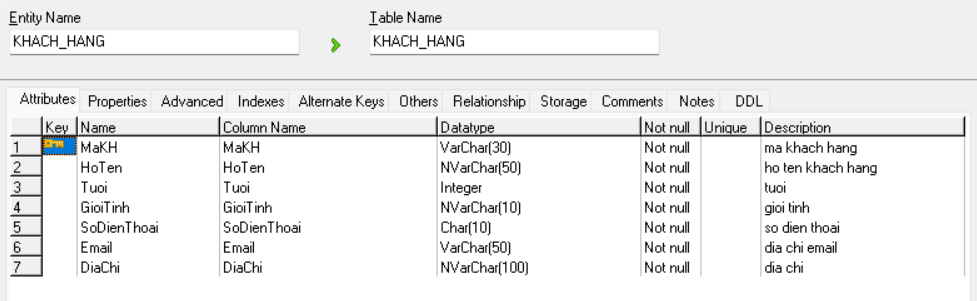 Entity Name Table Name
KHACH_HANG KHACH_HANG
Attributes Properties Advanced Indexes Alternate Keys Others Relationship Storage Comments Notes DDL
Key Name Column Name Datatype Not null Unique Description
1 MaKH MaKH VarChar(30) Not null ma khach hang
2 HoTen HoTen NVarChar(50) Not null ho ten khach hang
3 Tuoi Tuoi Integer Not null tuoi
4 GioiTinh GioiTinh NVarChar(10) Not null gioi tinh
5 SoDienThoai SoDienThoai Char(10) Not null so dien thoai
6 Email Email VarChar(50) Not null dia chi email
7 DiaChi DiaChi NVarChar(100) Not null dia chi